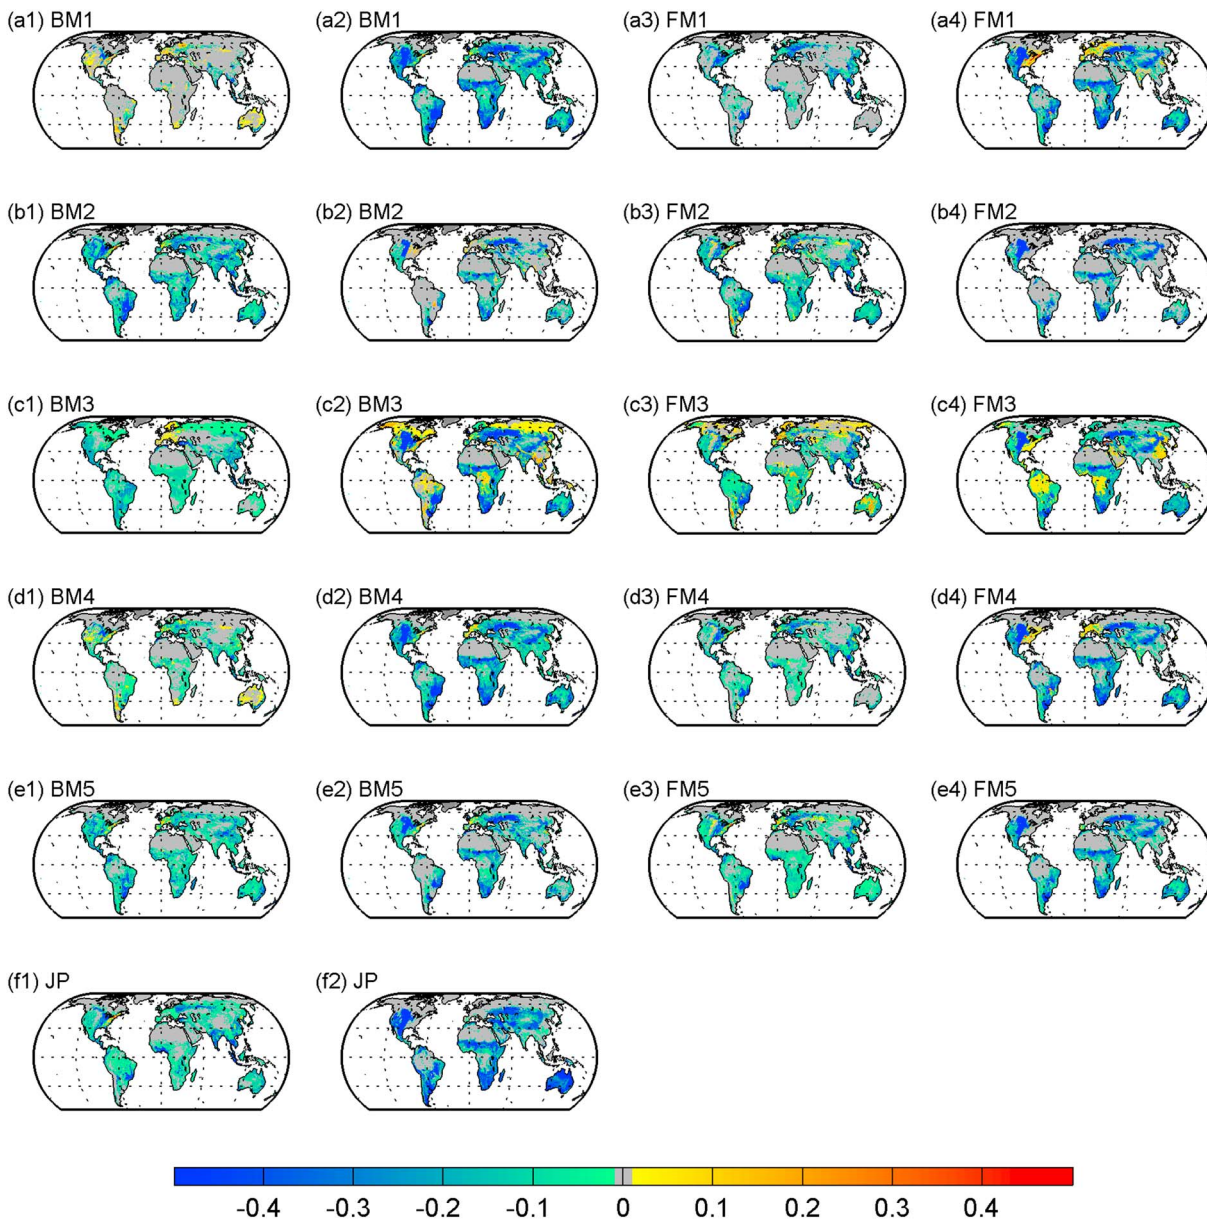 (a1) BM1 (a2) BM1 (a3) FM1 (a4) FM1
(b1) BM2 (b2) BM2 (b3) FM2 (b4) FM2
(c1) BM3 (c2) BM3 (c3) FM3 (c4) FM3
(d1) BM4 (d2) BM4 (d3) FM4 (d4) FM4
(e1) BM5 (e2) BM5 (e3) FM5 (e4) FM5
(f1) JP (f2) JP
-0.4 -0.3 -0.2 -0.1 0 0.1 0.2 0.3 0.4